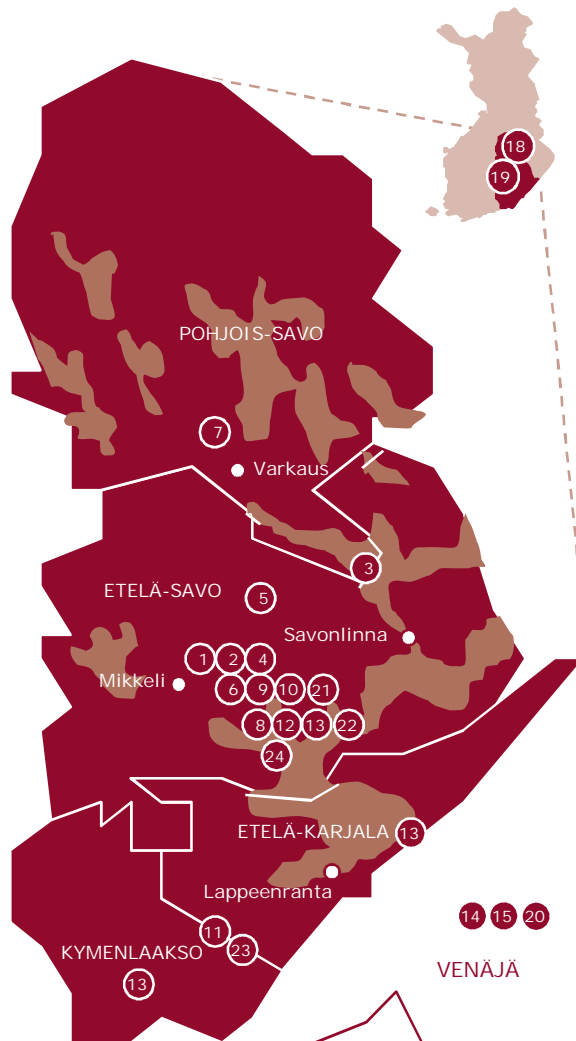 18
19
POHJOIS-SAVO
7
Varkaus
3
ETELÄ-SAVO
5
Savonlinna
1 2 4
Mikkeli
6 9 10 21
8 12 13 22
24
ETELÄ-KARJALA 13
Lappeenranta
14 15 20
11
KYMENLAAKSO 23
VENÄJÄ
13